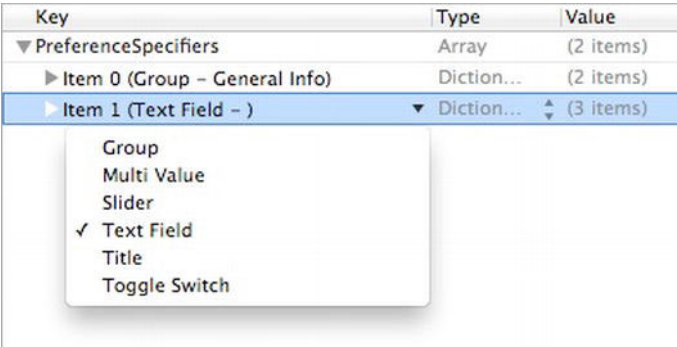 Key Type Value
PreferenceSpecifiers Array (2 items)
Item 0 (Group – General Info) Diction... (2 items)
Item 1 (Text Field – ) Diction... (3 items)
Group
Multi Value
Slider
✓ Text Field
Title
Toggle Switch